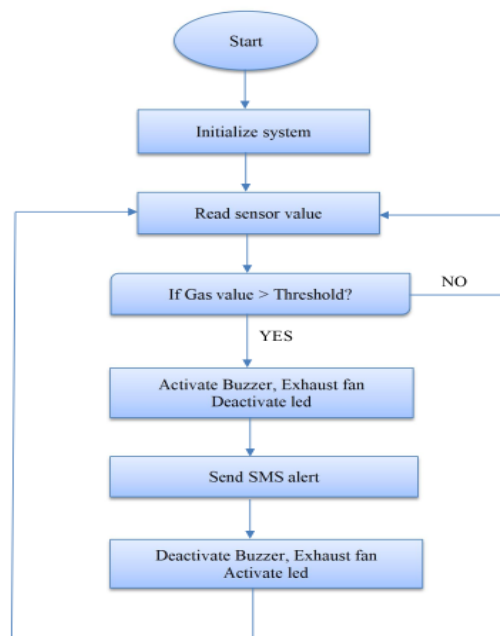 Start
Initialize system
Read sensor value
If Gas value > Threshold?
NO
YES
Activate Buzzer, Exhaust fan
Deactivate led
Send SMS alert
Deactivate Buzzer, Exhaust fan
Activate led